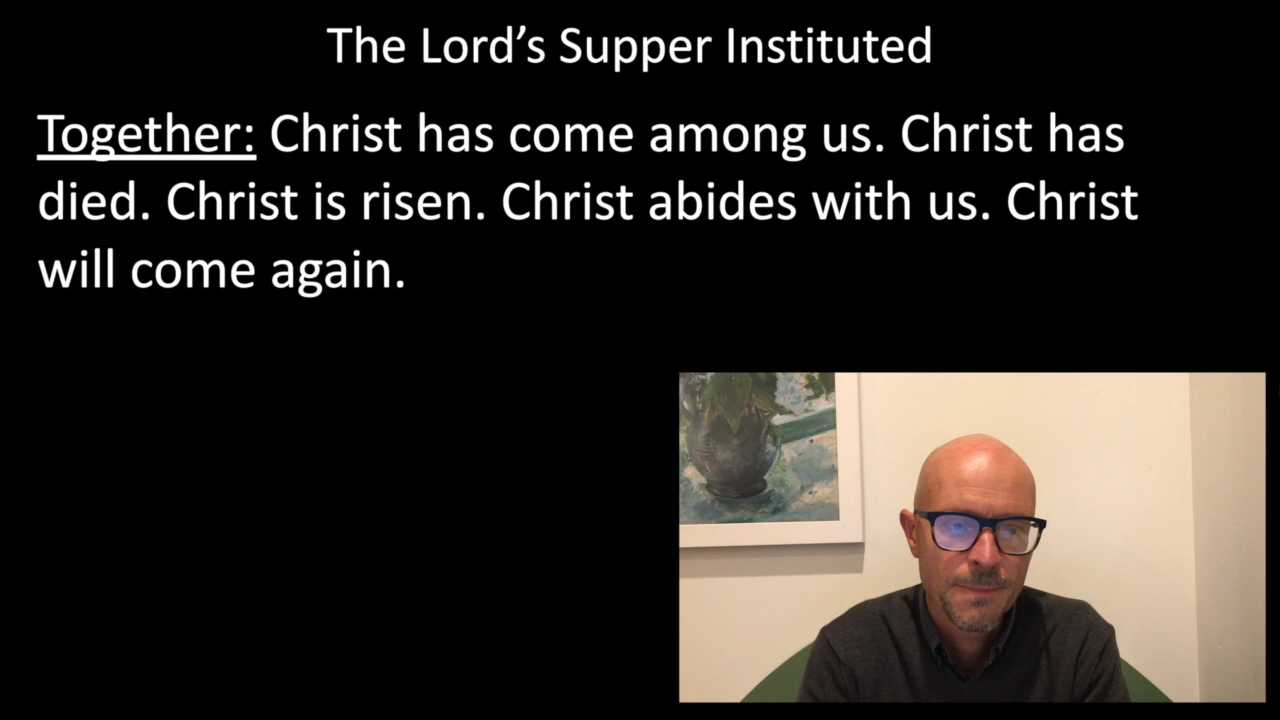 The Lord’s Supper Instituted
Together: Christ has come among us. Christ has
died. Christ is risen. Christ abides with us. Christ
will come again.